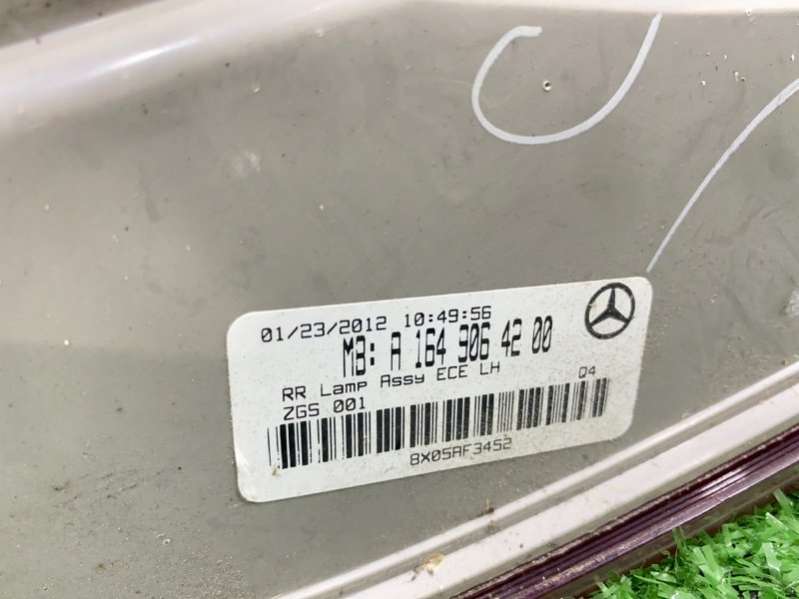 01/23/2012 10:49:56
MB: A 164 906 42 00
RR Lamp Assy ECE LH
ZGS 001 Q4
8X05AF34S2